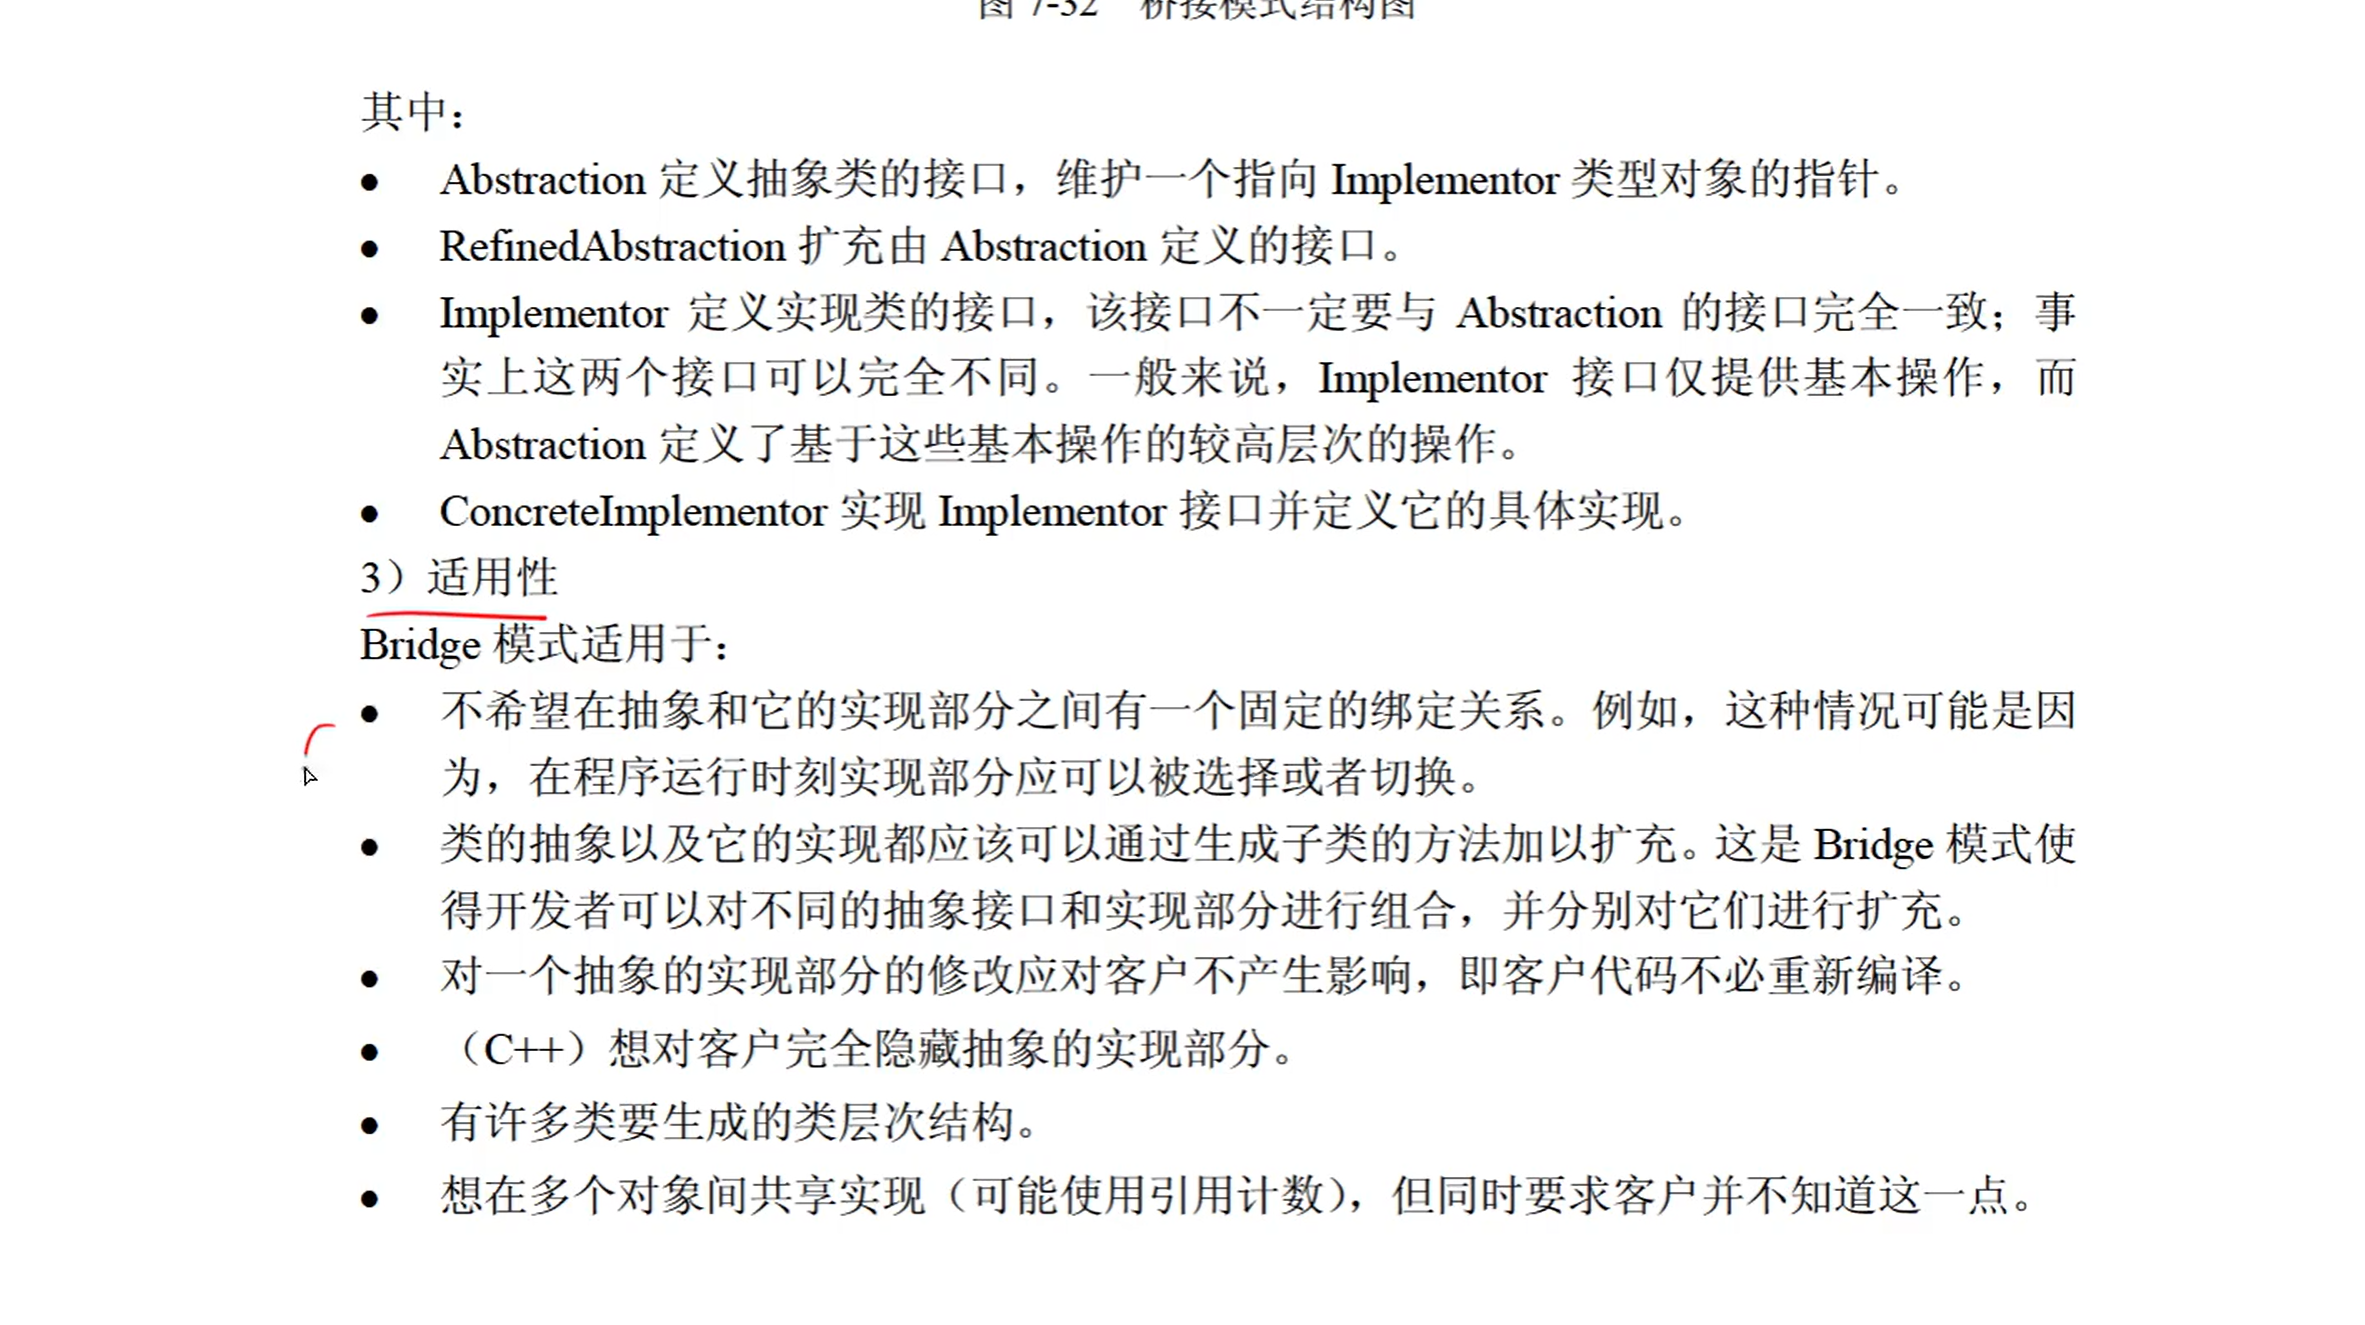 图 7-32 桥接模式结构图
其中：
● Abstraction 定义抽象类的接口，维护一个指向 Implementor 类型对象的指针。
● RefinedAbstraction 扩充由 Abstraction 定义的接口。
● Implementor 定义实现类的接口，该接口不一定要与 Abstraction 的接口完全一致；事
实上这两个接口可以完全不同。一般来说，Implementor 接口仅提供基本操作，而
Abstraction 定义了基于这些基本操作的较高层次的操作。
● ConcreteImplementor 实现 Implementor 接口并定义它的具体实现。
3）适用性
Bridge 模式适用于：
● 不希望在抽象和它的实现部分之间有一个固定的绑定关系。例如，这种情况可能是因
为，在程序运行时刻实现部分应可以被选择或者切换。
● 类的抽象以及它的实现都应该可以通过生成子类的方法加以扩充。这是 Bridge 模式使
得开发者可以对不同的抽象接口和实现部分进行组合，并分别对它们进行扩充。
● 对一个抽象的实现部分的修改应对客户不产生影响，即客户代码不必重新编译。
● （C++）想对客户完全隐藏抽象的实现部分。
● 有许多类要生成的类层次结构。
● 想在多个对象间共享实现（可能使用引用计数），但同时要求客户并不知道这一点。